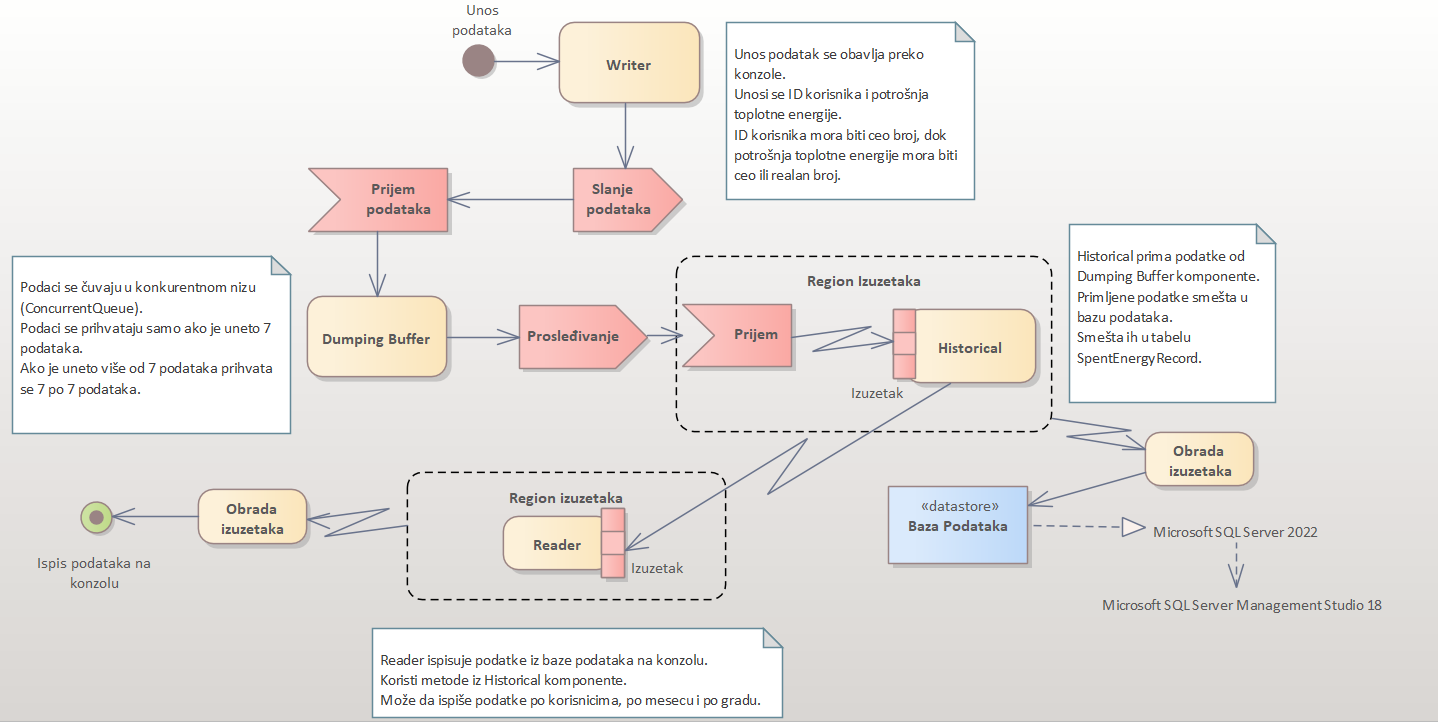 Unos
podataka
Writer
Unos podatak se obavlja preko
konzole.
Unosi se ID korisnika i potrošnja
toplotne energije.
ID korisnika mora biti ceo broj, dok
potrošnja toplotne energije mora biti
ceo ili realan broj.
Prijem
podataka
Slanje
podataka
Podaci se čuvaju u konkurentnom nizu
(ConcurrentQueue).
Podaci se prihvataju samo ako je uneto 7
podataka.
Ako je uneto više od 7 podataka prihvata
se 7 po 7 podataka.
Dumping Buffer
Prosleđivanje
Region Izuzetaka
Prijem
Historical
Izuzetak
Historical prima podatke od
Dumping Buffer komponente.
Primljene podatke smešta u
bazu podataka.
Smešta ih u tabelu
SpentEnergyRecord.
Obrada
izuzetaka
«datastore»
Baza Podataka
Microsoft SQL Server 2022
Microsoft SQL Server Management Studio 18
Region izuzetaka
Reader
Izuzetak
Obrada
izuzetaka
Ispis podataka na
konzolu
Reader ispisuje podatke iz baze podataka na konzolu.
Koristi metode iz Historical komponente.
Može da ispiše podatke po korisnicima, po mesecu i po gradu.